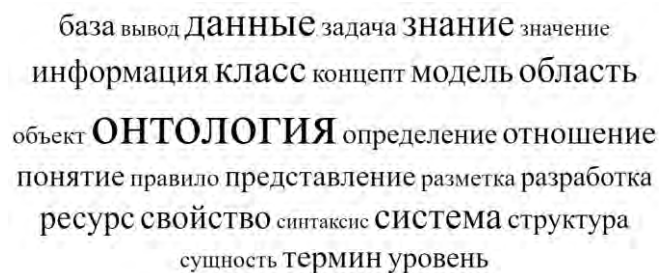 база вывод данные задача знание значение
информация класс концепт модель область
объект онтология определение отношение
понятие правило представление разметка разработка
ресурс свойство синтаксис система структура
сущность термин уровень